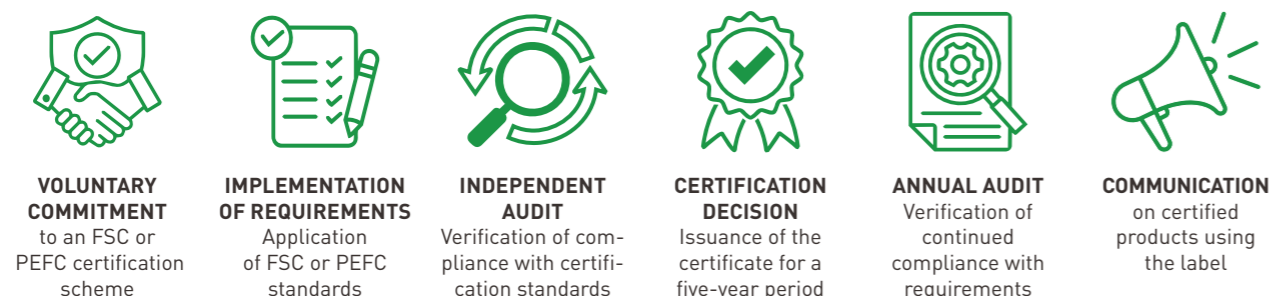 VOLUNTARY
COMMITMENT
to an FSC or
PEFC certification
scheme
IMPLEMENTATION
OF REQUIREMENTS
Application
of FSC or PEFC
standards
INDEPENDENT
AUDIT
Verification of com-
pliance with certifi-
cation standards
CERTIFICATION
DECISION
Issuance of the
certificate for a
five-year period
ANNUAL AUDIT
Verification of
continued
compliance with
requirements
COMMUNICATION
on certified
products using
the label